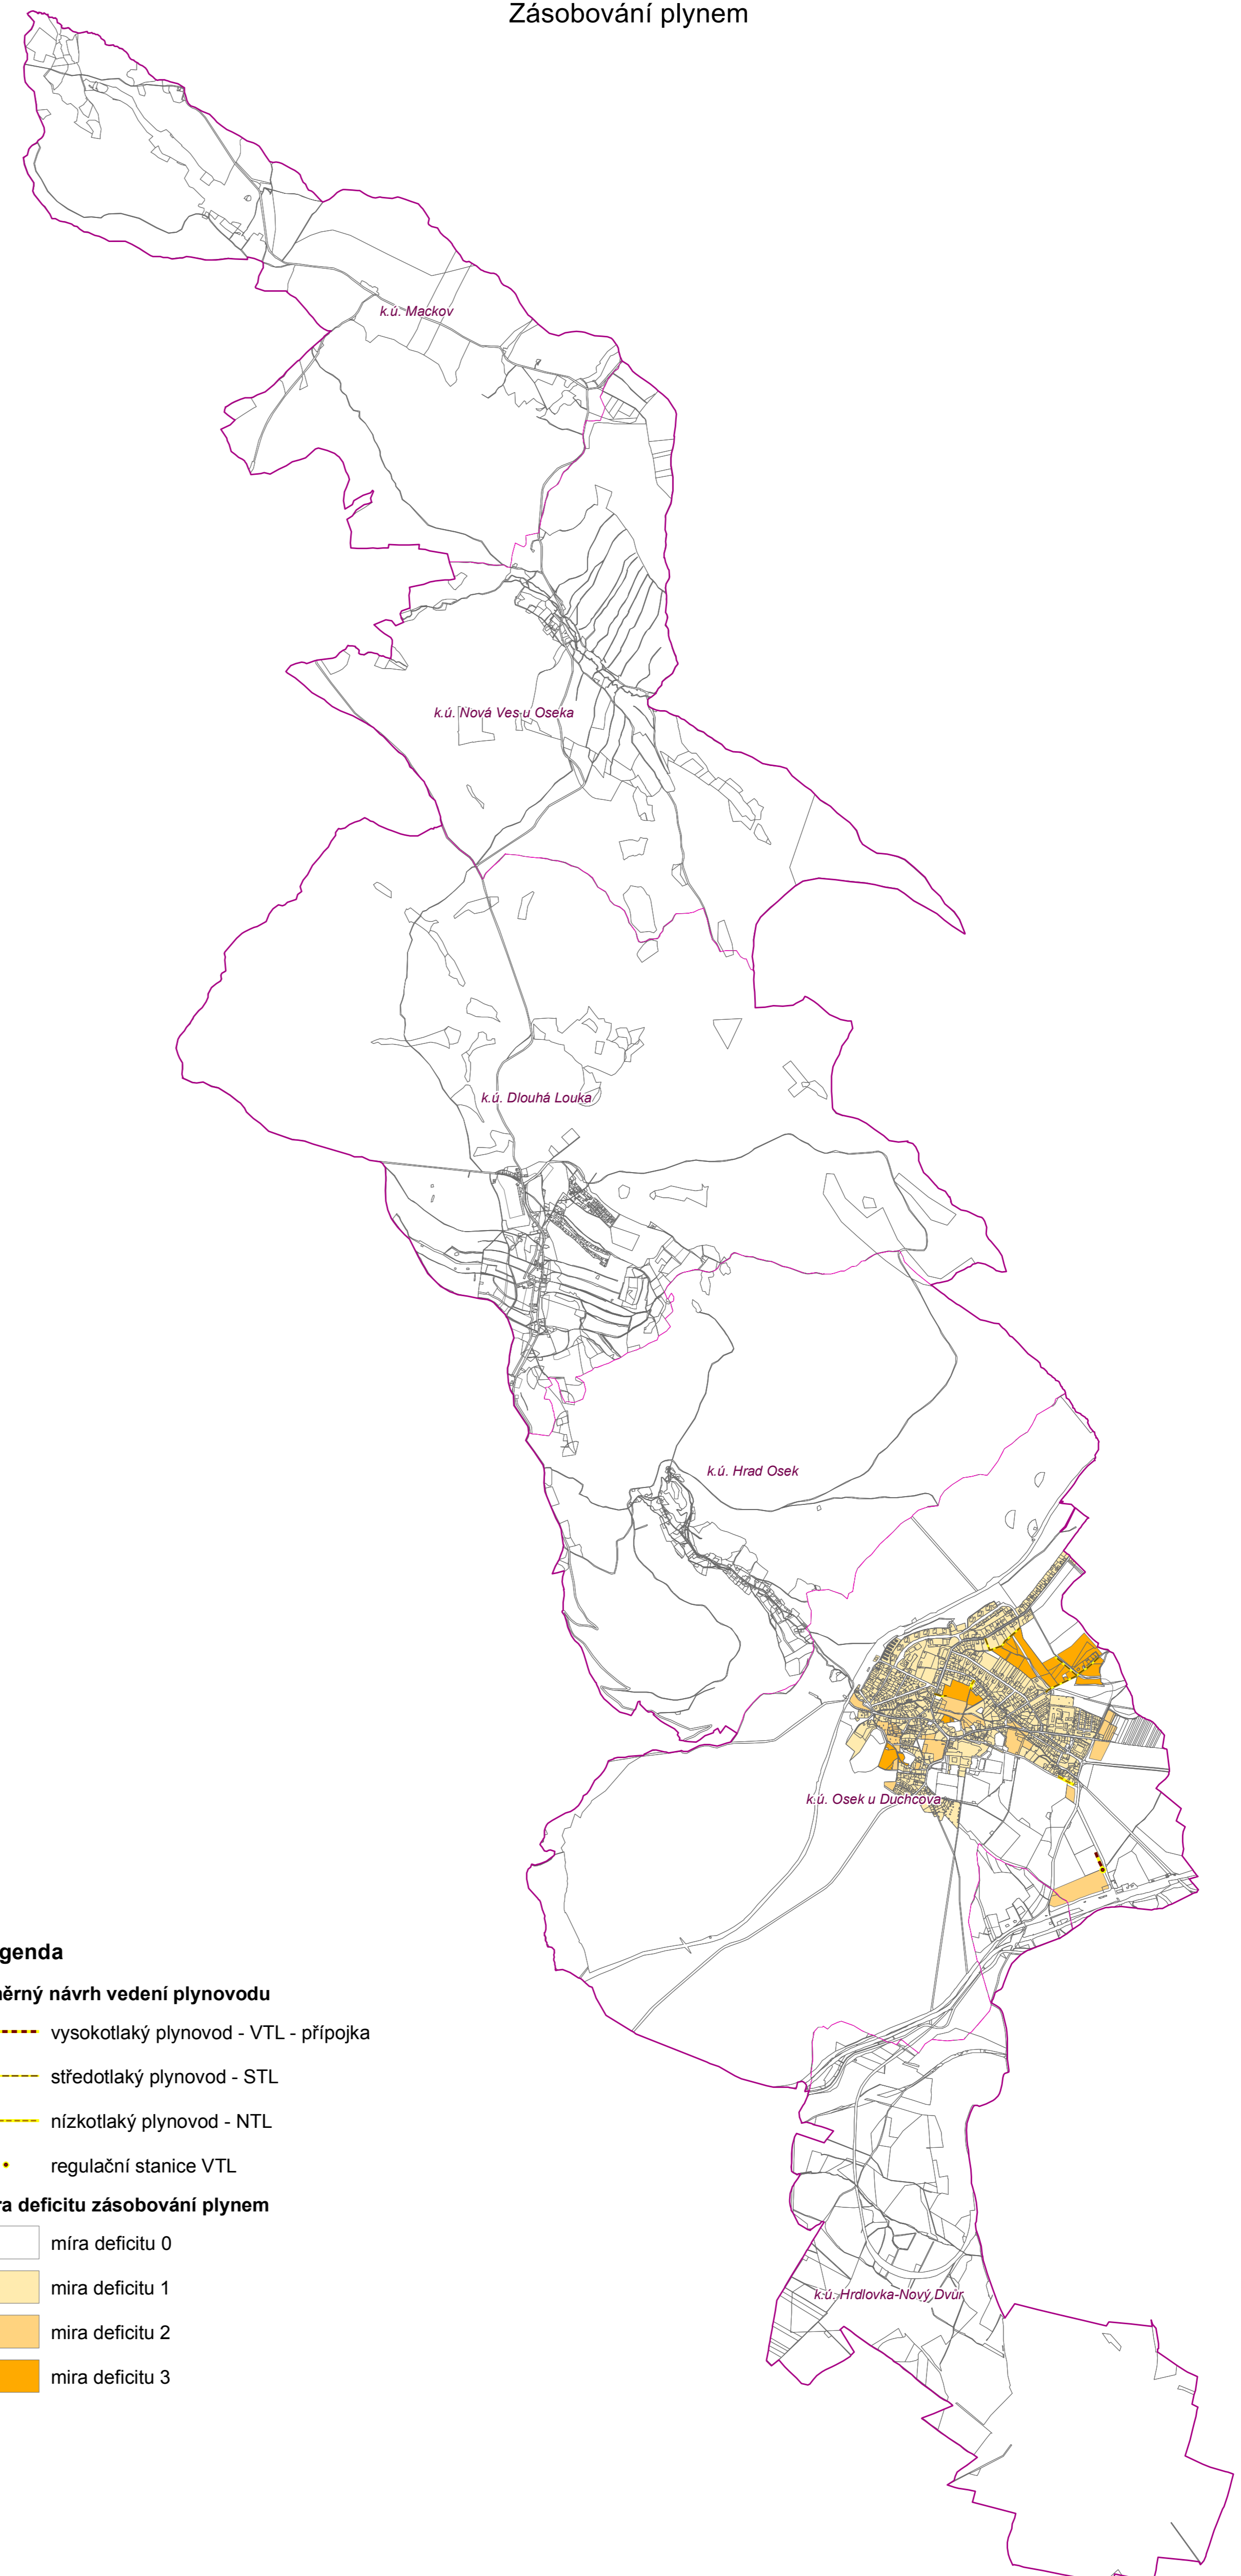 Zásobování plynem
k.ú. Mackov
k.ú. Nová Ves u Oseka
k.ú. Dlouhá Louka
k.ú. Hrad Osek
k.ú. Osek u Duchcova
k.ú. Hrdlovka-Nový Dvůr
genda
ěrný návrh vedení plynovodu
vysokotlaký plynovod - VTL - přípojka
středotlaký plynovod - STL
nízkotlaký plynovod - NTL
regulační stanice VTL
ra deficitu zásobování plynem
míra deficitu 0
mira deficitu 1
mira deficitu 2
mira deficitu 3